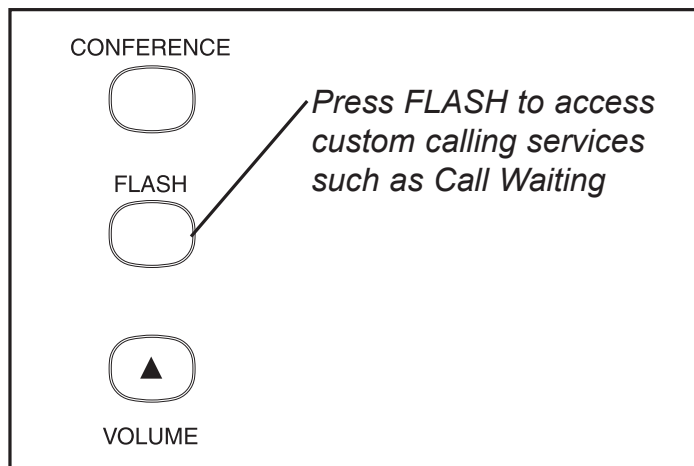 CONFERENCE
FLASH
Press FLASH to access
custom calling services
such as Call Waiting
VOLUME